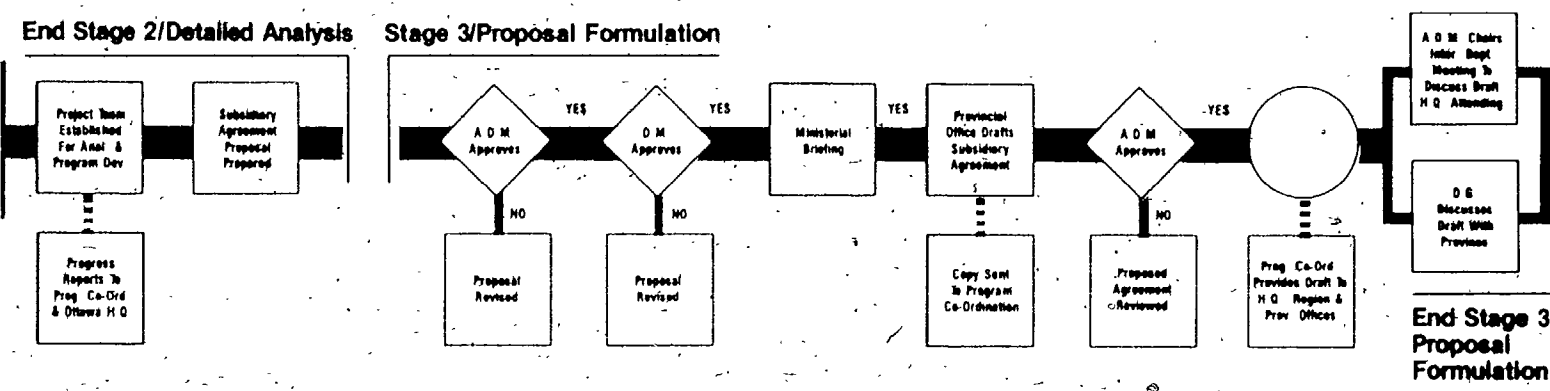 End Stage 2/Detailed Analysis
Project Team
Established
For Anal &
Program Dev
Subsidiary
Agreement
Proposal
Prepared
Progress
Reports To
Prog Co-Ord
& Ottawa H Q
Stage 3/Proposal Formulation
A D M
Approves
YES
NO
Proposal
Revised
D M
Approves
YES
NO
Proposal
Revised
Ministerial
Briefing
YES
Provincial
Office Drafts
Subsidiary
Agreement
Copy Sent
To Program
Co-Ordination
A D M
Approves
YES
NO
Proposed
Agreement
Reviewed
Prog Co-Ord
Provides Draft To
H Q Region &
Prov Offices
A D M Chairs
Inter Dept
Meeting To
Discuss Draft
H Q Attending
D G
Discusses
Draft With
Province
End Stage 3
Proposal
Formulation